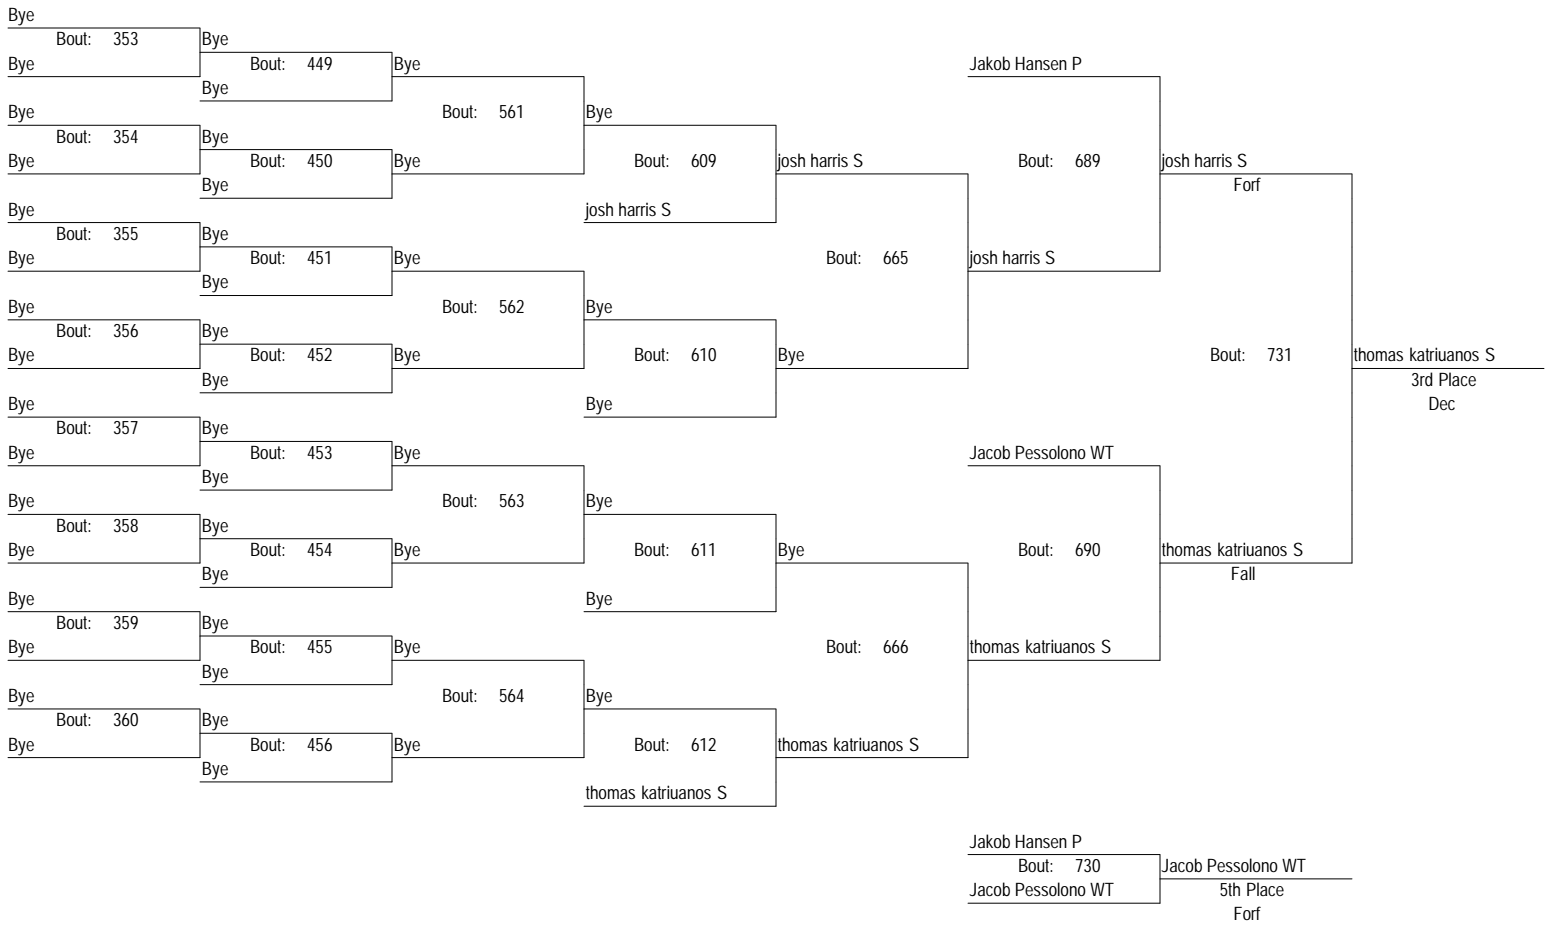 Bye
Bout: 353 Bye
Bye Bout: 449 Bye Jakob Hansen P
Bye
Bye Bout: 561 Bye
Bout: 354 Bye
Bye Bout: 450 Bye Bout: 609 josh harris S Bout: 689 josh harris S
Bye Forf
Bye josh harris S
Bout: 355 Bye
Bye Bout: 451 Bye Bout: 665 josh harris S
Bye
Bye Bout: 562 Bye
Bout: 356 Bye
Bye Bout: 452 Bye Bout: 610 Bye Bout: 731 thomas katriuanos S
Bye 3rd Place
Bye Bye Dec
Bout: 357 Bye
Bye Bout: 453 Bye Jacob Pessolono WT
Bye
Bye Bout: 563 Bye
Bout: 358 Bye
Bye Bout: 454 Bye Bout: 611 Bye Bout: 690 thomas katriuanos S
Bye Fall
Bye Bye
Bout: 359 Bye
Bye Bout: 455 Bye Bout: 666 thomas katriuanos S
Bye
Bye Bout: 564 Bye
Bout: 360 Bye
Bye Bout: 456 Bye Bout: 612 thomas katriuanos S
Bye
thomas katriuanos S
Jakob Hansen P
Bout: 730 Jacob Pessolono WT
Jacob Pessolono WT 5th Place
Forf